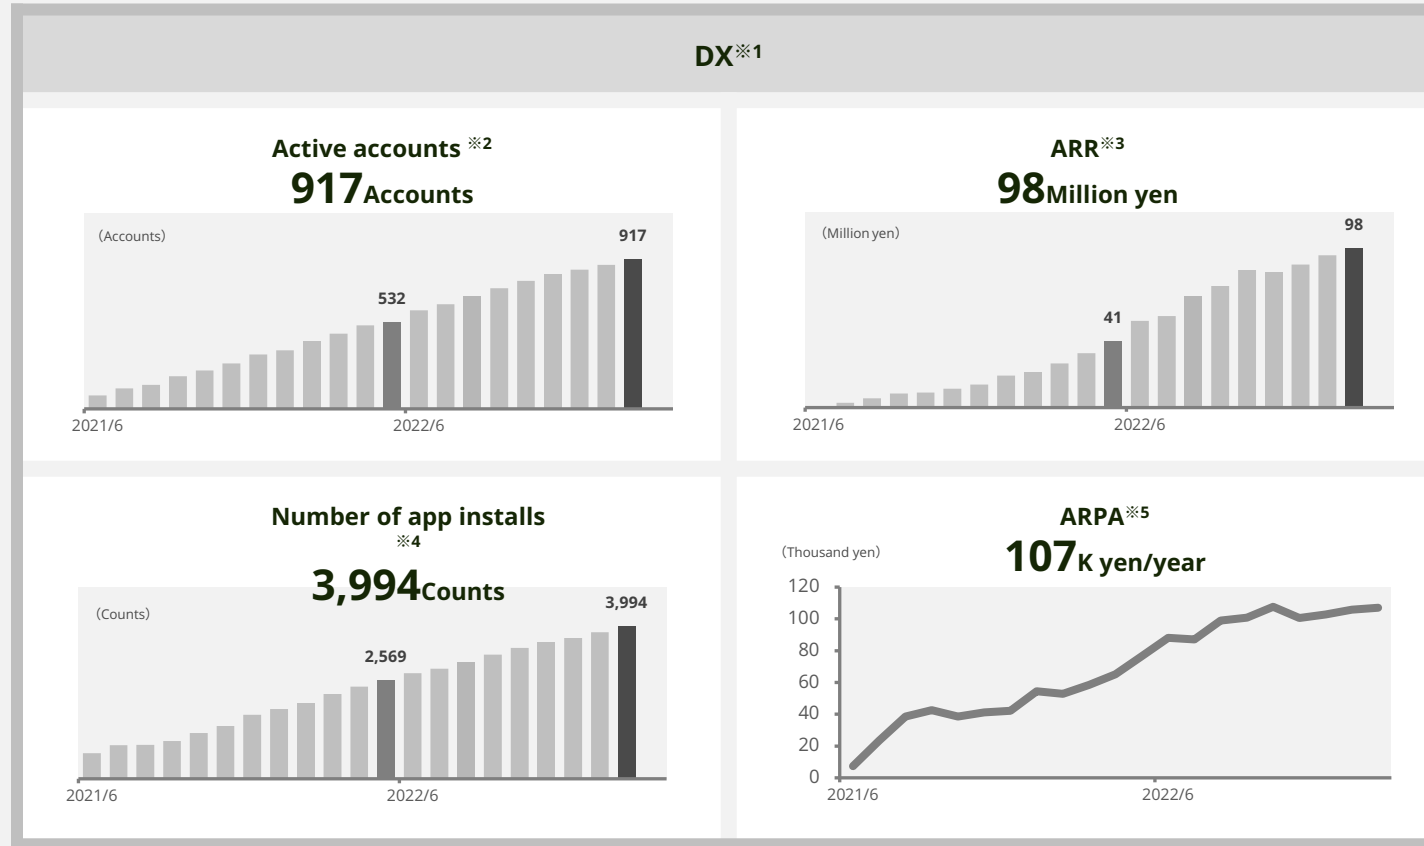 DX※1
Active accounts ※2
917Accounts
（Accounts）
917
532
2021/6
2022/6
ARR※3
98Million yen
（Million yen）
98
41
2021/6
2022/6
Number of app installs
※4
3,994Counts
（Counts）
3,994
2,569
2021/6
2022/6
ARPA※5
107K yen/year
（Thousand yen）
120
100
80
60
40
20
0
2021/6
2022/6